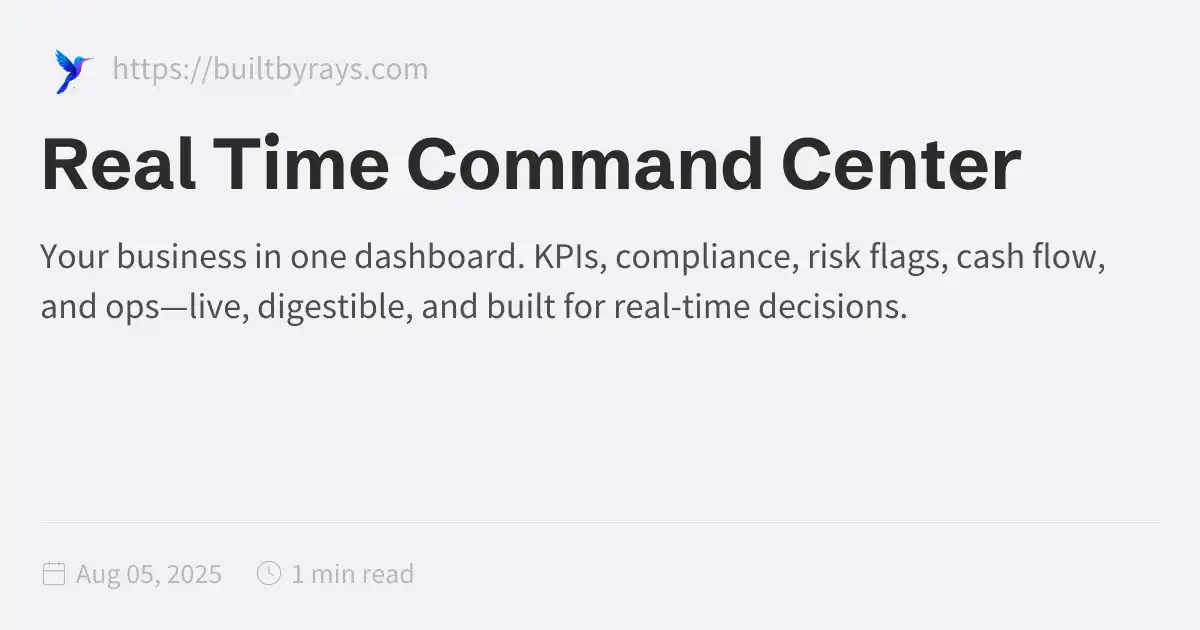 https://builtbyrays.com
Real Time Command Center
Your business in one dashboard. KPIs, compliance, risk flags, cash flow,
and ops—live, digestible, and built for real-time decisions.
Aug 05, 2025 1 min read